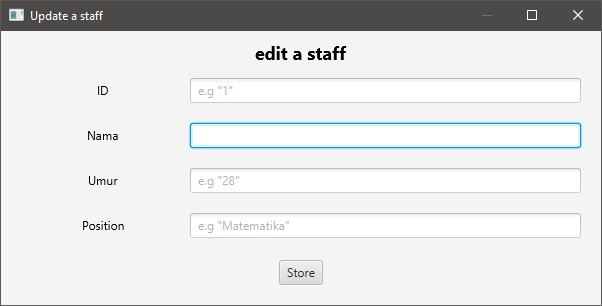 Update a staff
edit a staff
ID
e.g "1"
Nama
Umur
e.g "28"
Position
e.g "Matematika"
Store